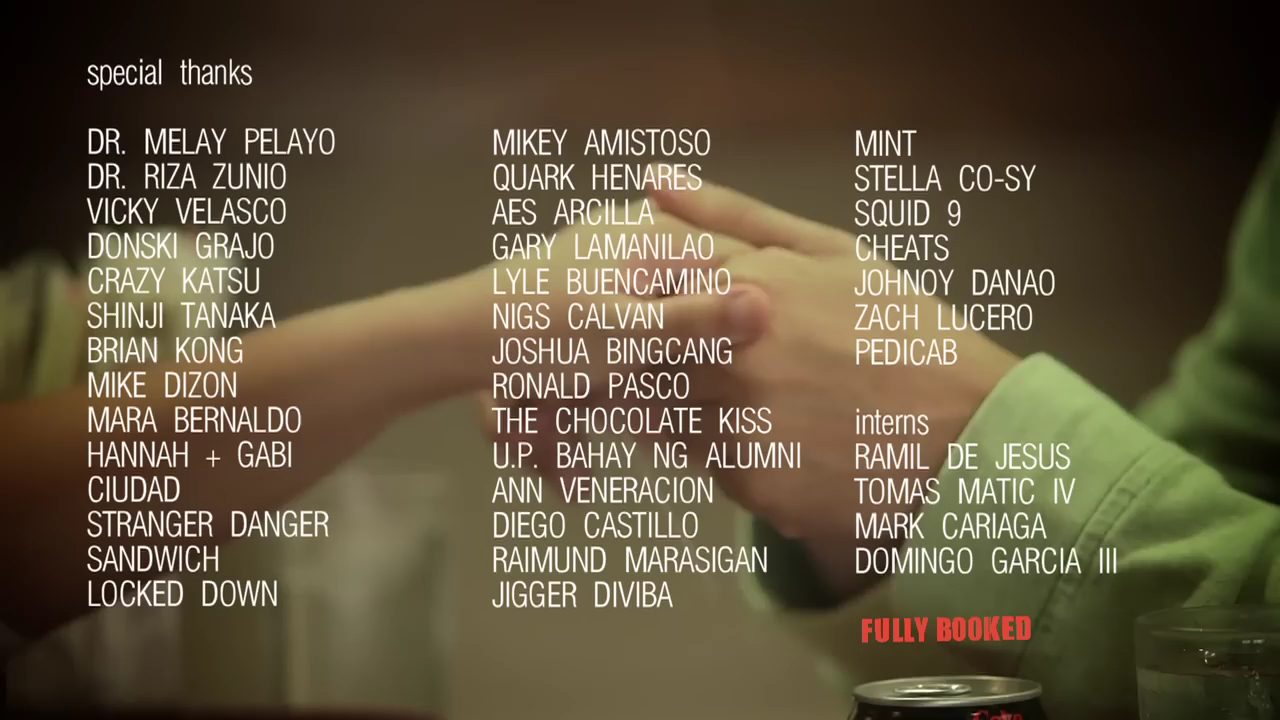 special thanks
DR. MELAY PELAYO
DR. RIZA ZUNIO
VICKY VELASCO
DONSKI GRAJO
CRAZY KATSU
SHINJI TANAKA
BRIAN KONG
MIKE DIZON
MARA BERNALDO
HANNAH + GABI
CIUDAD
STRANGER DANGER
SANDWICH
LOCKED DOWN
MIKEY AMISTOSO
QUARK HENARES
AES ARCILLA
GARY LAMANILAO
LYLE BUENCAMINO
NIGS CALVAN
JOSHUA BINGCANG
RONALD PASCO
THE CHOCOLATE KISS
U.P. BAHAY NG ALUMNI
ANN VENERACION
DIEGO CASTILLO
RAIMUND MARASIGAN
JIGGER DIVIBA
MINT
STELLA CO-SY
SQUID 9
CHEATS
JOHNOY DANAO
ZACH LUCERO
PEDICAB
interns
RAMIL DE JESUS
TOMAS MATIC IV
MARK CARIAGA
DOMINGO GARCIA III
FULLY BOOKED
Coke